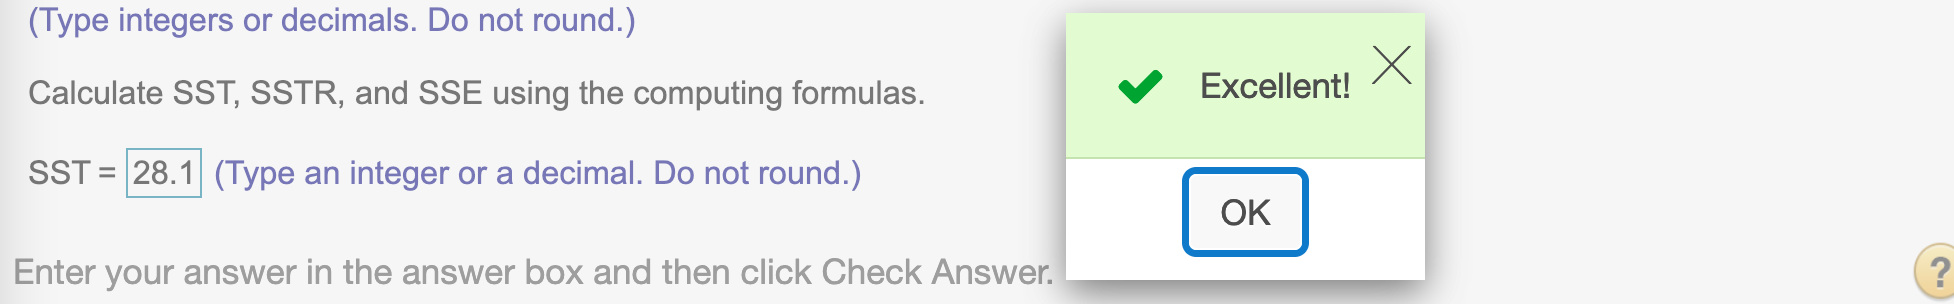 (Type integers or decimals. Do not round.)
Calculate SST, SSTR, and SSE using the computing formulas.
SST = 28.1 (Type an integer or a decimal. Do not round.)
Enter your answer in the answer box and then click Check Answer.
Excellent!
OK
?